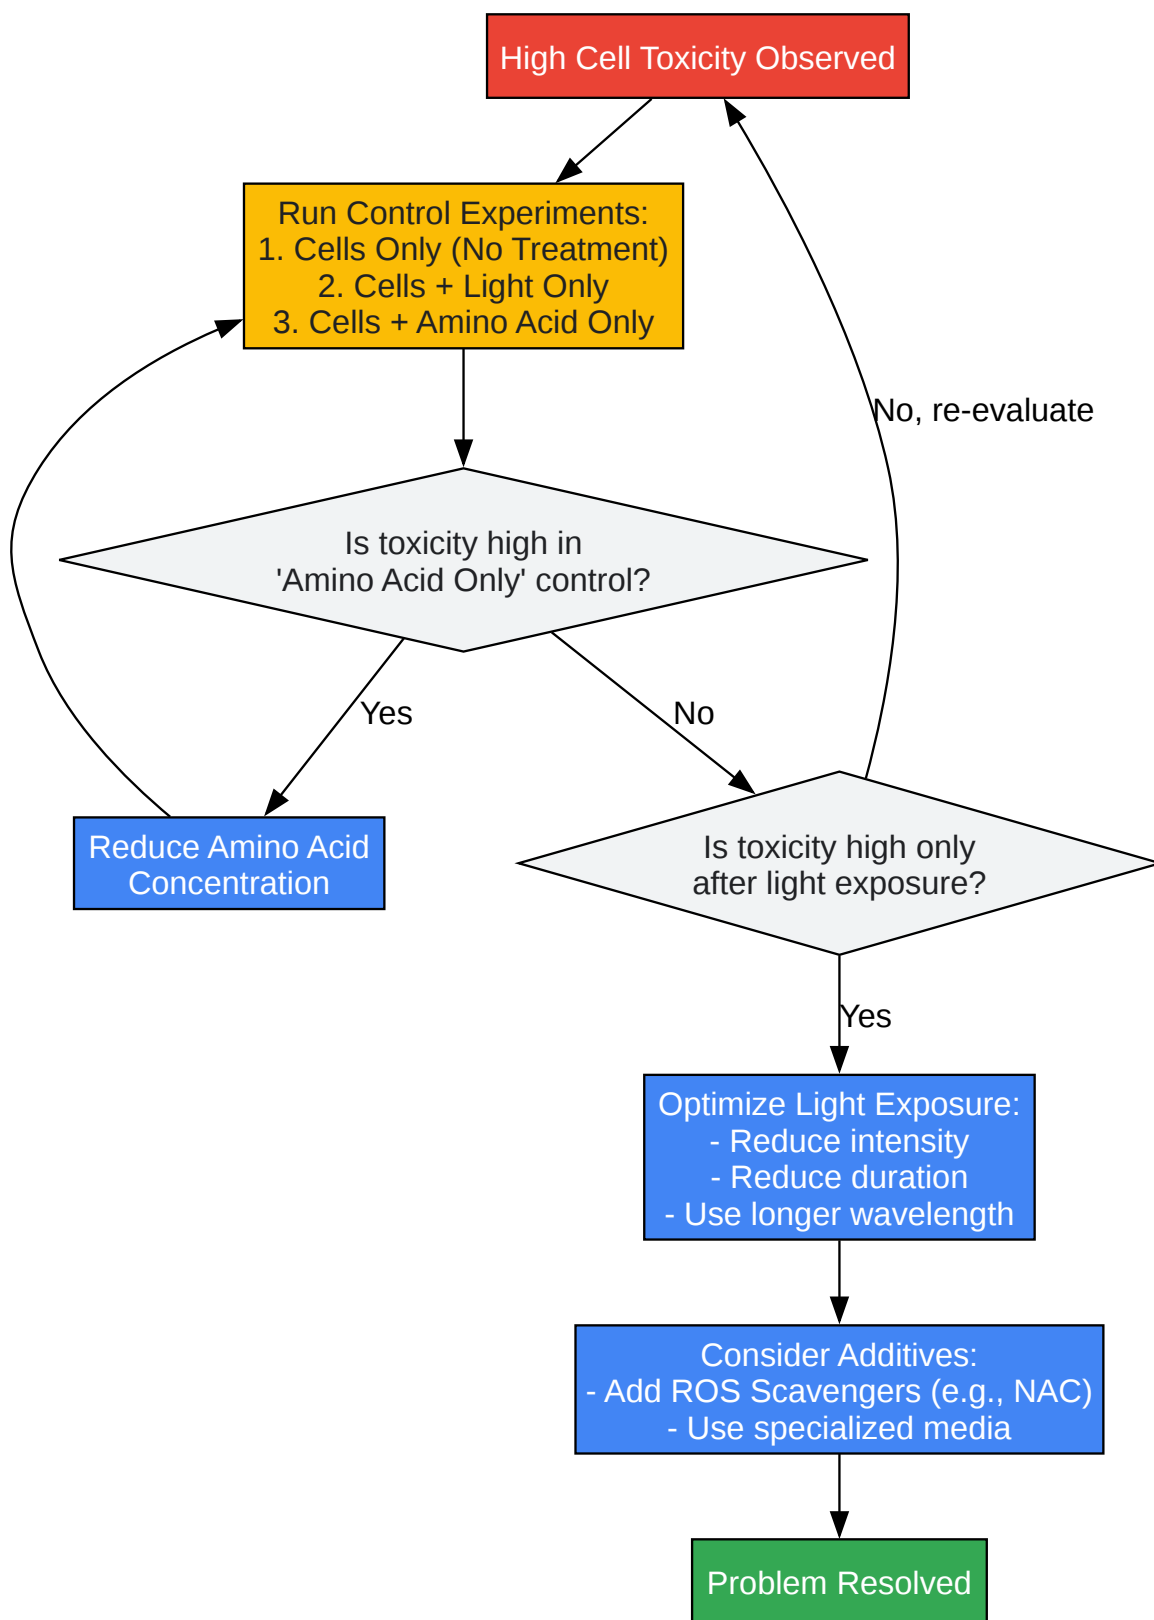 High Cell Toxicity Observed
Run Control Experiments:
1. Cells Only (No Treatment)
2. Cells + Light Only
3. Cells + Amino Acid Only
No, re-evaluate
Is toxicity high in
'Amino Acid Only' control?
Yes
No
Reduce Amino Acid
Concentration
Is toxicity high only
after light exposure?
Yes
Optimize Light Exposure:
- Reduce intensity
- Reduce duration
- Use longer wavelength
Consider Additives:
- Add ROS Scavengers (e.g., NAC)
- Use specialized media
Problem Resolved